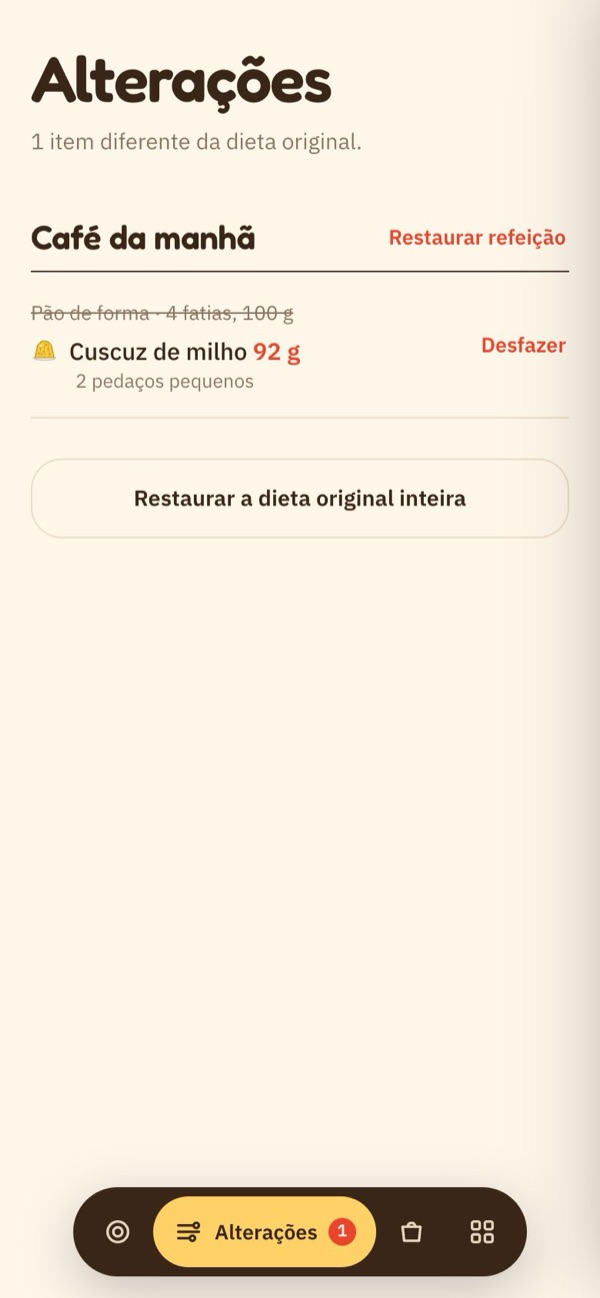 Alterações
1 item diferente da dieta original.
Café da manhã
Restaurar refeição
Pão de forma · 4 fatias, 100 g
Cuscuz de milho 92 g
2 pedaços pequenos
Desfazer
Restaurar a dieta original inteira
Alterações 1